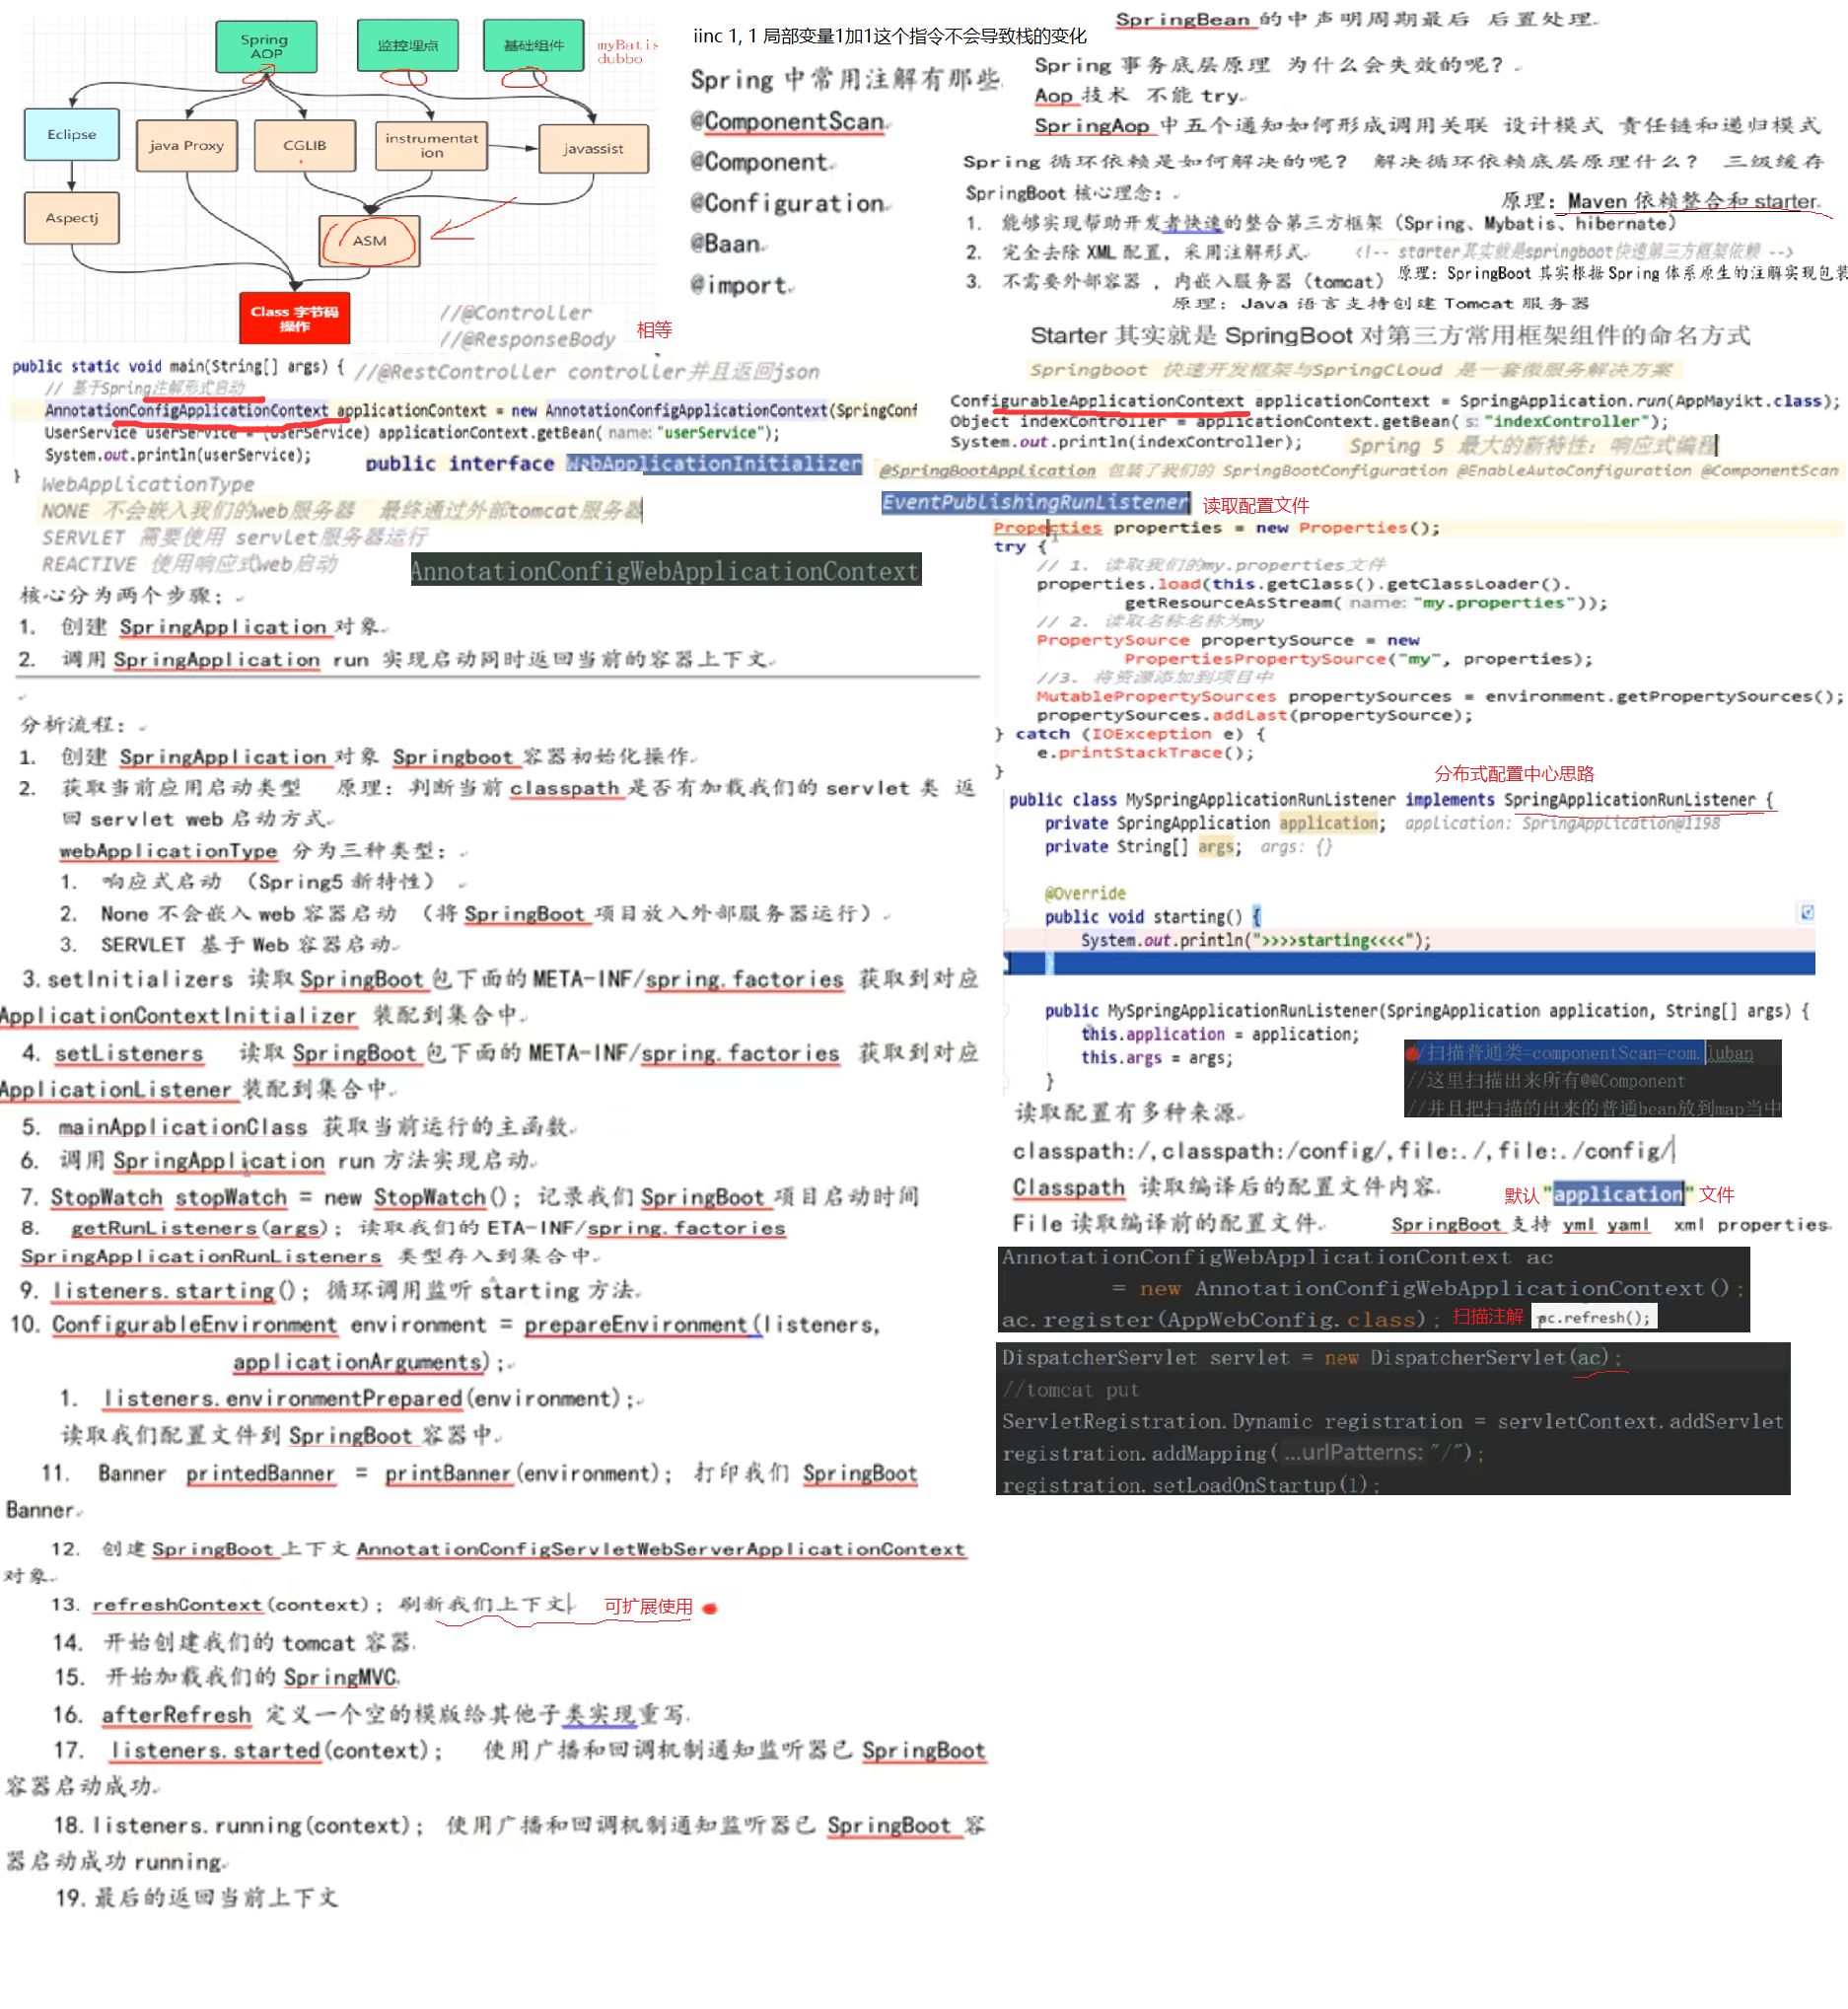 Spring AOP
监控埋点
基础组件
myBatis
dubbo
Eclipse
java Proxy
CGLIB
instrumentat
ion
javassist
Aspectj
ASM
Class 字节码
操作
//@Controller
//@ResponseBody
相等
iinc 1, 1 局部变量1加1这个指令不会导致栈的变化
Spring 中常用注解有那些
@ComponentScan
@Component
@Configuration
@Baan
@import
SpringBean 的中声明周期最后 后置处理
Spring 事务底层原理 为什么会失效的呢？
Aop 技术 不能 try
SpringAop 中五个通知如何形成调用关联 设计模式 责任链和递归模式
Spring 循环依赖是如何解决的呢？ 解决循环依赖底层原理什么？ 三级缓存
SpringBoot 核心理念：
原理：Maven 依赖整合和 starter
1. 能够实现帮助开发者快速的整合第三方框架（Spring、Mybatis、hibernate）
2. 完全去除 XML 配置，采用注解形式
<!-- starter其实就是springboot快速第三方框架依赖 -->
原理：SpringBoot 其实根据 Spring 体系原生的注解实现包装
3. 不需要外部容器 ，内嵌入服务器（tomcat）
原理：Java 语言支持创建 Tomcat 服务器
Starter 其实就是 SpringBoot 对第三方常用框架组件的命名方式
Springboot 快速开发框架与SpringCloud 是一套微服务解决方案
public static void main(String[] args) {
//@RestController controller并且返回json
// 基于Spring注解形式启动
AnnotationConfigApplicationContext applicationContext = new AnnotationConfigApplicationContext(SpringConf
UserService userService = (UserService) applicationContext.getBean( name: "userService");
System.out.println(userService);
}
public interface WebApplicationInitializer
ConfigurableApplicationContext applicationContext = SpringApplication.run(AppMayikt.class);
Object indexController = applicationContext.getBean( s: "indexController");
System.out.println(indexController);
Spring 5 最大的新特性：响应式编程
@SpringBootApplication 包装了我们的 SpringBootConfiguration @EnableAutoConfiguration @ComponentScan
WebApplicationType
NONE 不会嵌入我们的web服务器 最终通过外部tomcat服务器
SERVLET 需要使用 servlet服务器运行
REACTIVE 使用响应式web启动
AnnotationConfigWebApplicationContext
EventPublishingRunListener 读取配置文件
Properties properties = new Properties();
try {
// 1. 读取我们的my.properties文件
properties.load(this.getClass().getClassLoader().
getResourceAsStream( name: "my.properties"));
// 2. 读取名称名称为my
PropertySource propertySource = new
PropertiesPropertySource("my", properties);
//3. 将资源添加到项目中
MutablePropertySources propertySources = environment.getPropertySources();
propertySources.addLast(propertySource);
} catch (IOException e) {
e.printStackTrace();
}
核心分为两个步骤：
1. 创建 SpringApplication 对象
2. 调用 SpringApplication run 实现启动同时返回当前的容器上下文
分析流程：
1. 创建 SpringApplication 对象 Springboot 容器初始化操作
2. 获取当前应用启动类型 原理：判断当前 classpath 是否有加载我们的 servlet 类 返
回 servlet web 启动方式
webApplicationType 分为三种类型：
1. 响应式启动 （Spring5 新特性）
2. None 不会嵌入 web 容器启动 （将 SpringBoot 项目放入外部服务器运行）
3. SERVLET 基于 Web 容器启动
3. setInitializers 读取 SpringBoot 包下面的 META-INF/spring.factories 获取到对应
ApplicationContextInitializer 装配到集合中
4. setListeners 读取 SpringBoot 包下面的 META-INF/spring.factories 获取到对应
ApplicationListener 装配到集合中
5. mainApplicationClass 获取当前运行的主函数
6. 调用 SpringApplication run 方法实现启动
7. StopWatch stopWatch = new StopWatch(); 记录我们 SpringBoot 项目启动时间
8. getRunListeners(args); 读取我们的 ETA-INF/spring.factories
SpringApplicationRunListeners 类型存入到集合中
9. listeners.starting(); 循环调用监听 starting 方法
10. ConfigurableEnvironment environment = prepareEnvironment(listeners,
applicationArguments);
1. listeners.environmentPrepared(environment);
读取我们配置文件到 SpringBoot 容器中
11. Banner printedBanner = printBanner(environment); 打印我们 SpringBoot
Banner
12. 创建 SpringBoot 上下文 AnnotationConfigServletWebServerApplicationContext
对象
13. refreshContext(context); 刷新我们上下文 可扩展使用
14. 开始创建我们的 tomcat 容器
15. 开始加载我们的 SpringMVC
16. afterRefresh 定义一个空的模版给其他子类实现重写
17. listeners.started(context); 使用广播和回调机制通知监听器已 SpringBoot
容器启动成功
18. listeners.running(context); 使用广播和回调机制通知监听器已 SpringBoot 容
器启动成功 running
19. 最后的返回当前上下文
分布式配置中心思路
public class MySpringApplicationRunListener implements SpringApplicationRunListener {
private SpringApplication application; application: SpringApplication@1198
private String[] args; args: {}
@Override
public void starting() {
System.out.println(">>>>starting<<<<");
}
public MySpringApplicationRunListener(SpringApplication application, String[] args) {
this.application = application;
this.args = args;
}
//扫描普通类=componentScan=com.luban
//这里扫描出来所有@@Component
//并且把扫描的出来的普通bean放到map当中
读取配置有多种来源
classpath:/,classpath:/config/,file:./,file:./config/
Classpath 读取编译后的配置文件内容
默认"application" 文件
File 读取编译前的配置文件
SpringBoot 支持 yml yaml xml properties
AnnotationConfigWebApplicationContext ac
= new AnnotationConfigWebApplicationContext();
ac.register(AppWebConfig.class); 扫描注解 ac.refresh();
DispatcherServlet servlet = new DispatcherServlet(ac);
//tomcat put
ServletRegistration.Dynamic registration = servletContext.addServlet
registration.addMapping( ...urlPatterns: "/");
registration.setLoadOnStartup(1);